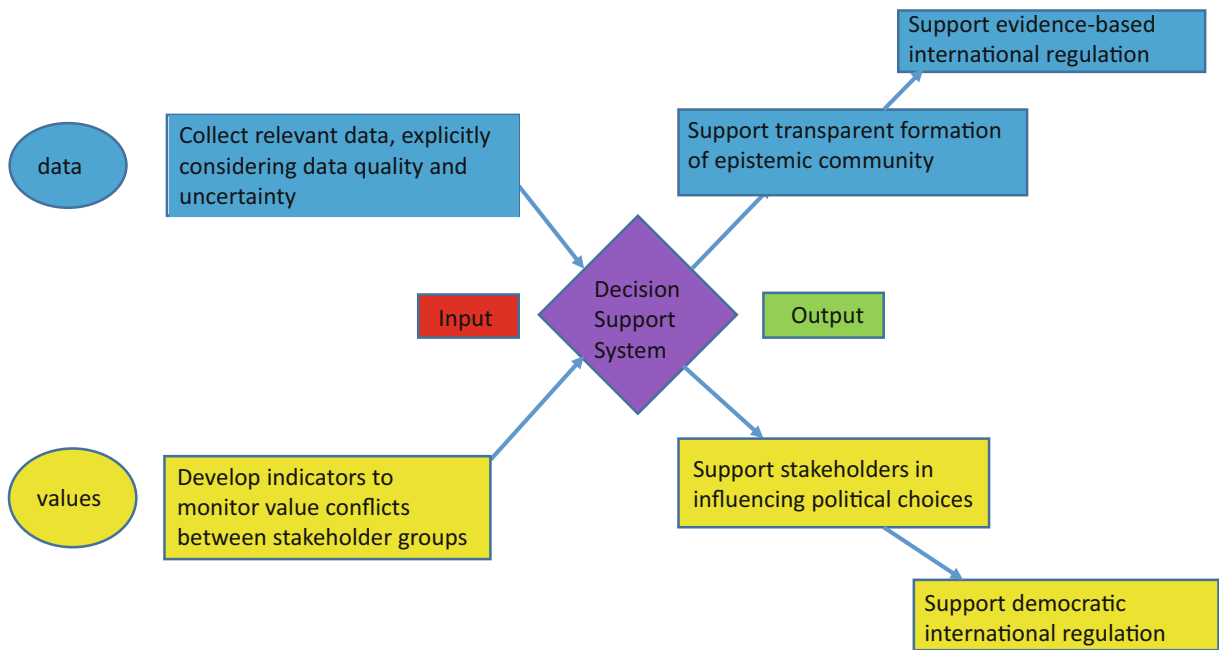 Support evidence-based
international regulation
data
Collect relevant data, explicitly
considering data quality and
uncertainty
Support transparent formation
of epistemic community
Input
Decision
Support
System
Output
values
Develop indicators to
monitor value conflicts
between stakeholder groups
Support stakeholders in
influencing political choices
Support democratic
international regulation